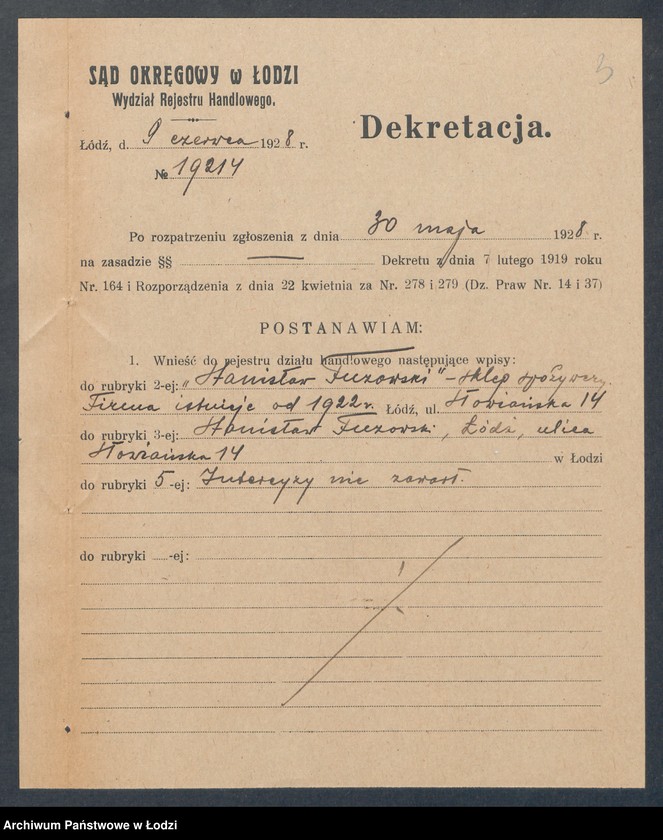 3
SĄD OKRĘGOWY w ŁODZI
Wydział Rejestru Handlowego.
Dekretacja.
Łódź, d. 9 czerwca 1928 r.
№ 19214
Po rozpatrzeniu zgłoszenia z dnia 30 maja 1928 r.
na zasadzie §§ — Dekretu z dnia 7 lutego 1919 roku
Nr. 164 i Rozporządzenia z dnia 22 kwietnia za Nr. 278 i 279 (Dz. Praw Nr. 14 i 37)
POSTANAWIAM:
1. Wnieść do rejestru działu handlowego następujące wpisy:
do rubryki 2-ej: "Stanisław" – sklep spożywczy.
Firma istnieje od 1922 r. Łódź, ul. Słowiańska 14
do rubryki 3-ej: Stanisław, Łódź, ulica
Słowiańska 14 w Łodzi
do rubryki 5-ej: Intercyzy nie zawarł.
do rubryki -ej:
Archiwum Państwowe w Łodzi